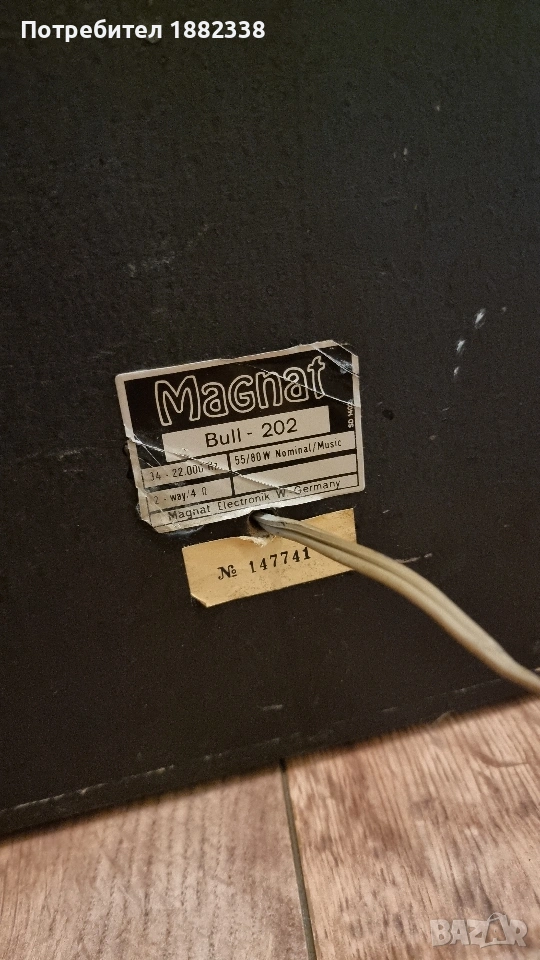 Потребител 1882338
Magnat
Bull - 202
34 - 22.000 Hz
55/80W Nominal/Music
2 - way/4 Ω
Magnat Electronik W. Germany
№ 147741
BAZAR